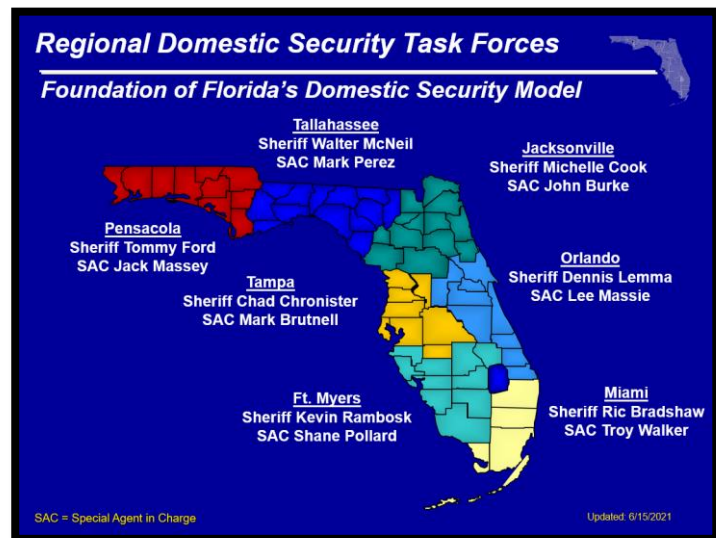 Regional Domestic Security Task Forces
Foundation of Florida's Domestic Security Model
Tallahassee
Sheriff Walter McNeil
SAC Mark Perez
Jacksonville
Sheriff Michelle Cook
SAC John Burke
Pensacola
Sheriff Tommy Ford
SAC Jack Massey
Orlando
Sheriff Dennis Lemma
SAC Lee Massie
Tampa
Sheriff Chad Chronister
SAC Mark Brutnell
Ft. Myers
Sheriff Kevin Rambosk
SAC Shane Pollard
Miami
Sheriff Ric Bradshaw
SAC Troy Walker
SAC = Special Agent in Charge
Updated: 6/15/2021